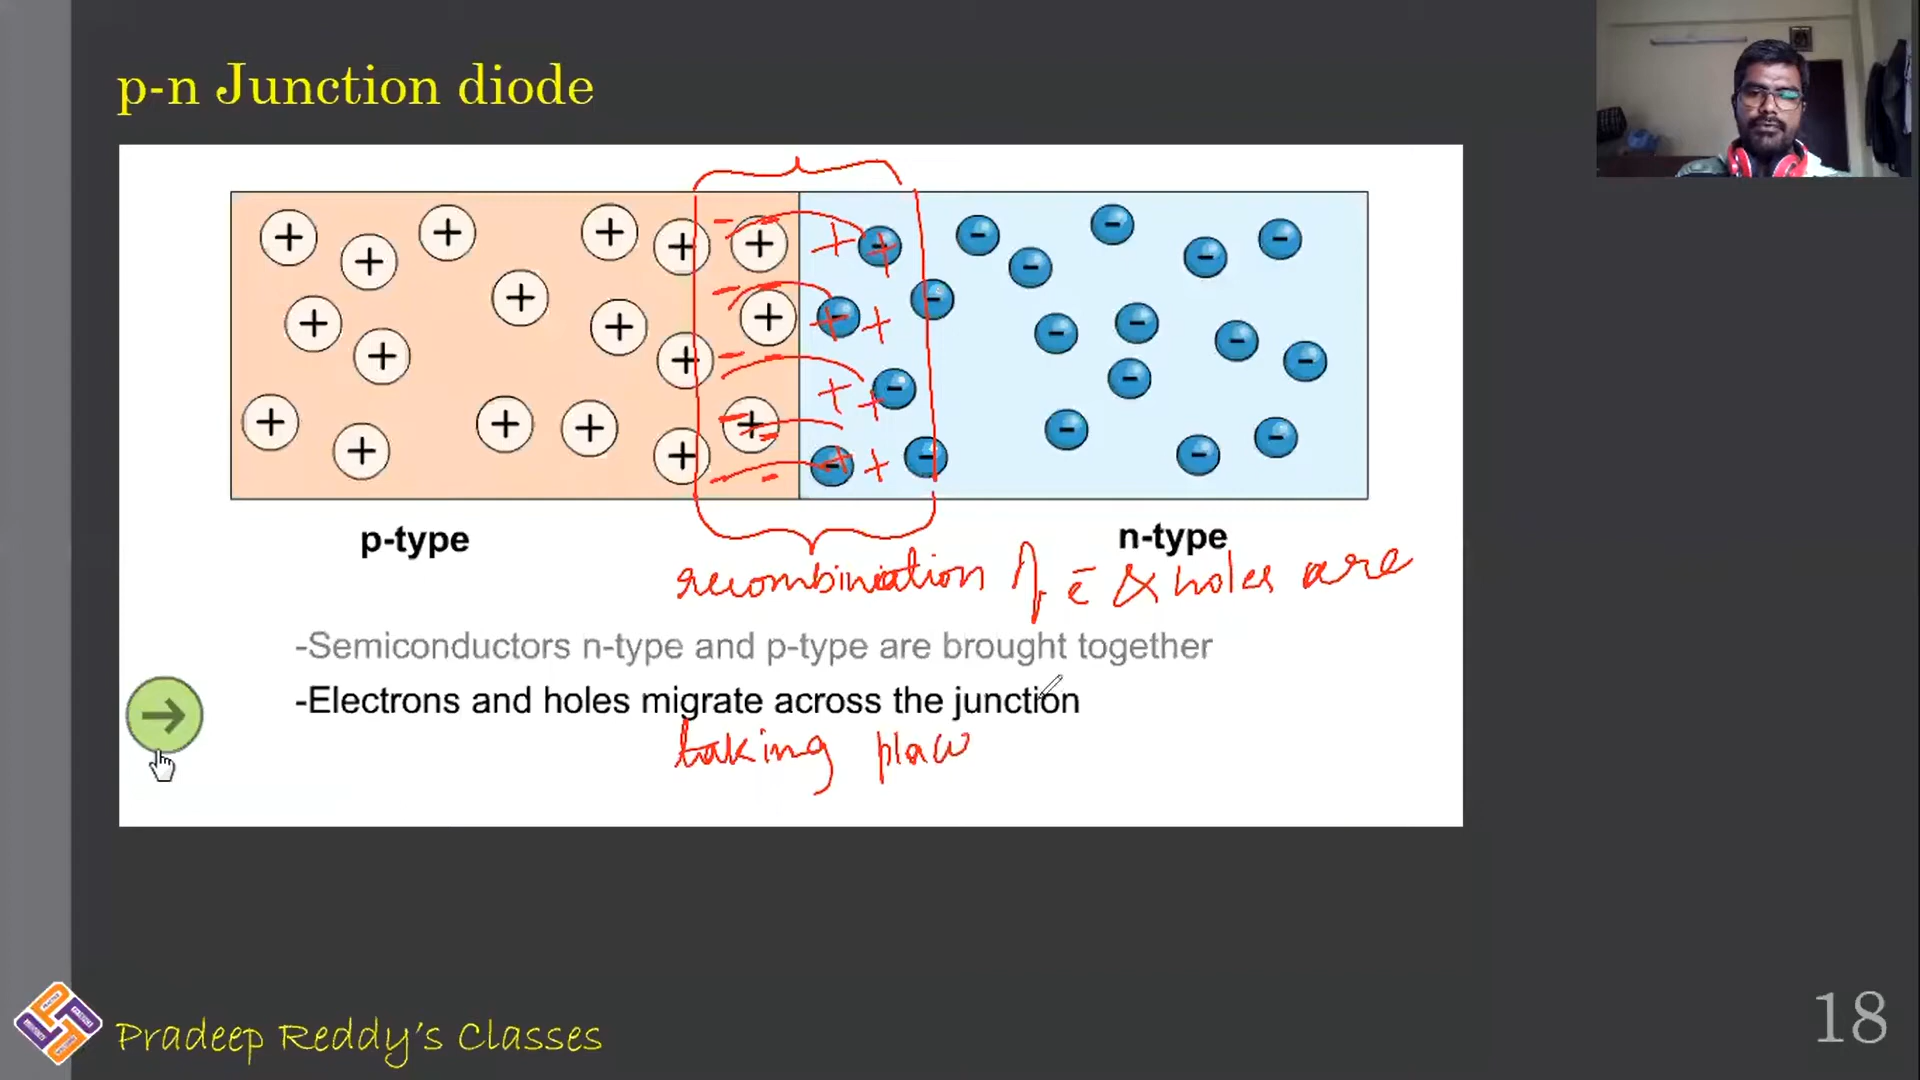 p-n Junction diode
p-type
n-type
recombination of e̅ & holes are
-Semiconductors n-type and p-type are brought together
-Electrons and holes migrate across the junction
taking place
Pradeep Reddy's Classes
18